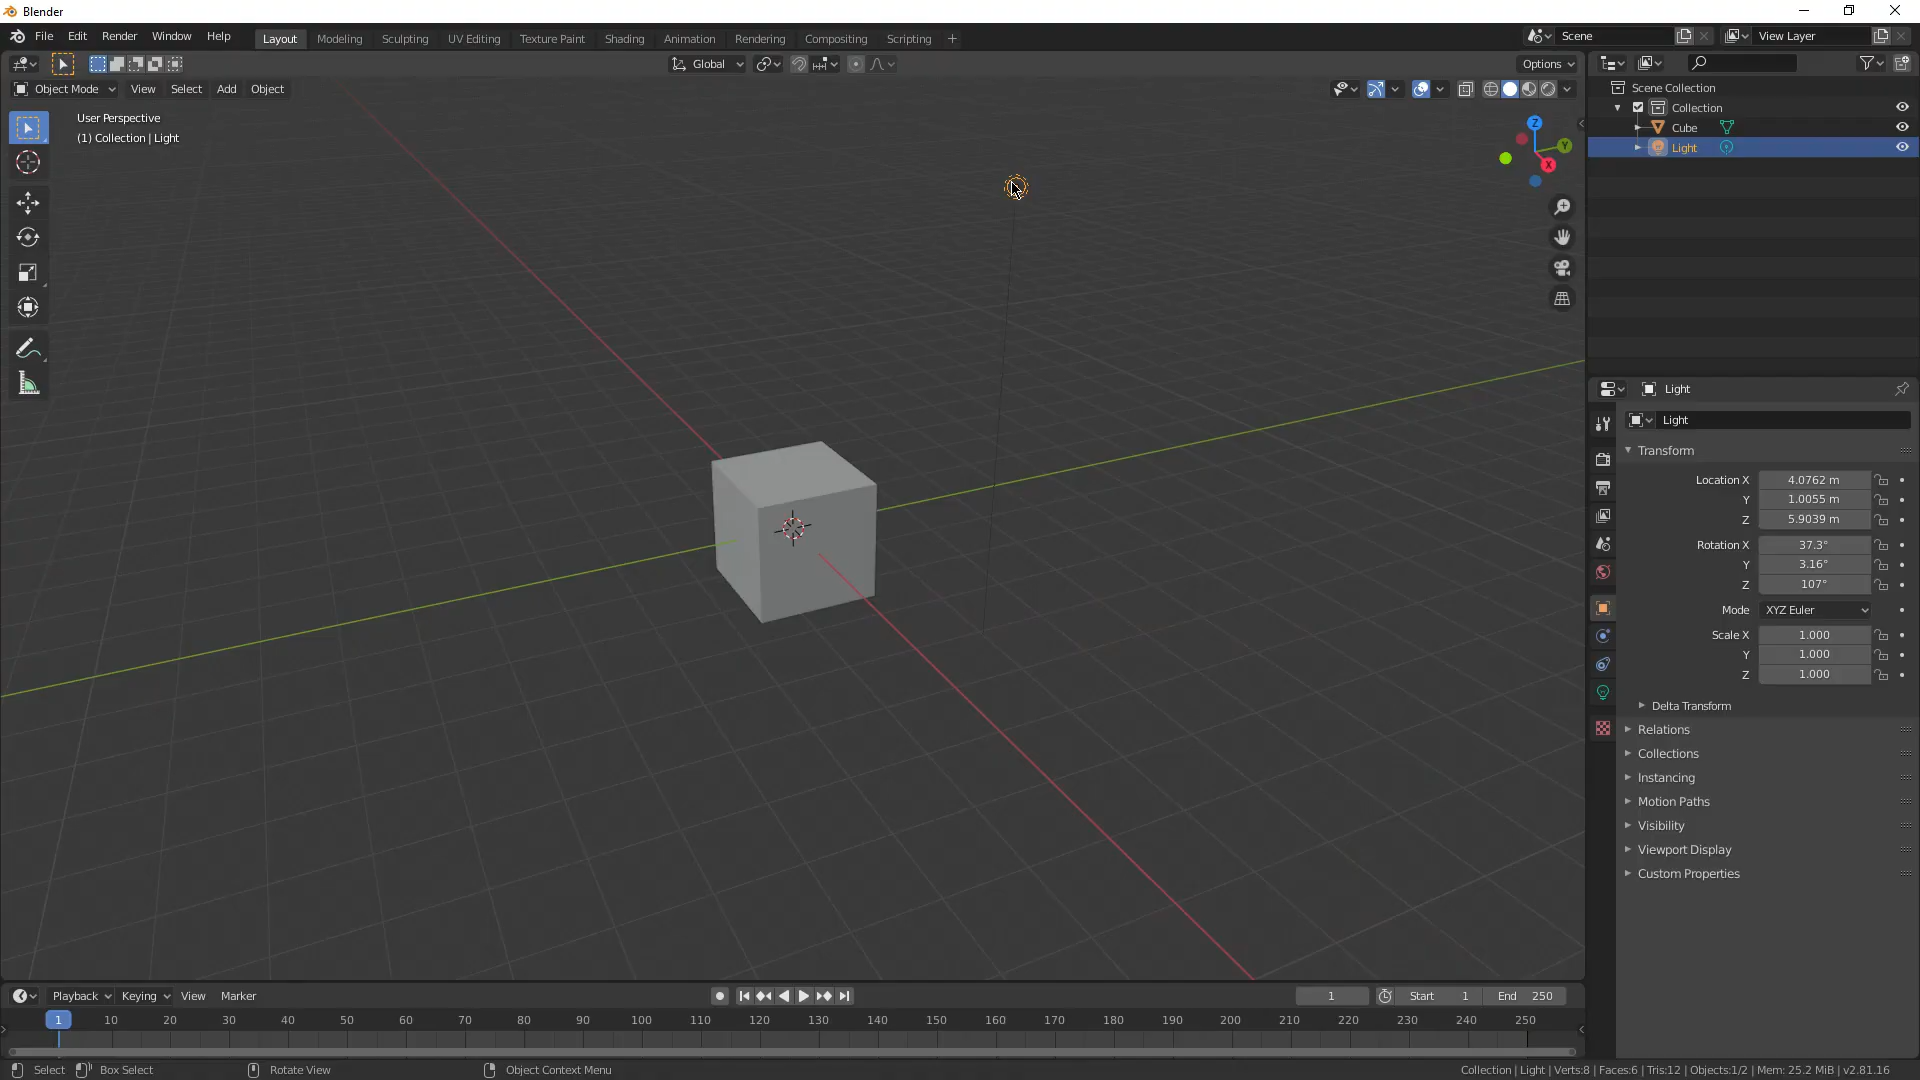 Blender
File Edit Render Window Help
Layout Modeling Sculpting UV Editing Texture Paint Shading Animation Rendering Compositing Scripting +
Scene
View Layer
Global
Options
Object Mode View Select Add Object
User Perspective
(1) Collection | Light
Z
Y
X
Scene Collection
Collection
Cube
Light
Light
Light
Transform
Location X 4.0762 m
Y 1.0055 m
Z 5.9039 m
Rotation X 37.3°
Y 3.16°
Z 107°
Mode XYZ Euler
Scale X 1.000
Y 1.000
Z 1.000
Delta Transform
Relations
Collections
Instancing
Motion Paths
Visibility
Viewport Display
Custom Properties
Playback Keying View Marker
1 Start 1 End 250
1 10 20 30 40 50 60 70 80 90 100 110 120 130 140 150 160 170 180 190 200 210 220 230 240 250
Select Box Select Rotate View Object Context Menu
Collection | Light | Verts:8 | Faces:6 | Tris:12 | Objects:1/2 | Mem: 25.2 MiB | v2.81.16